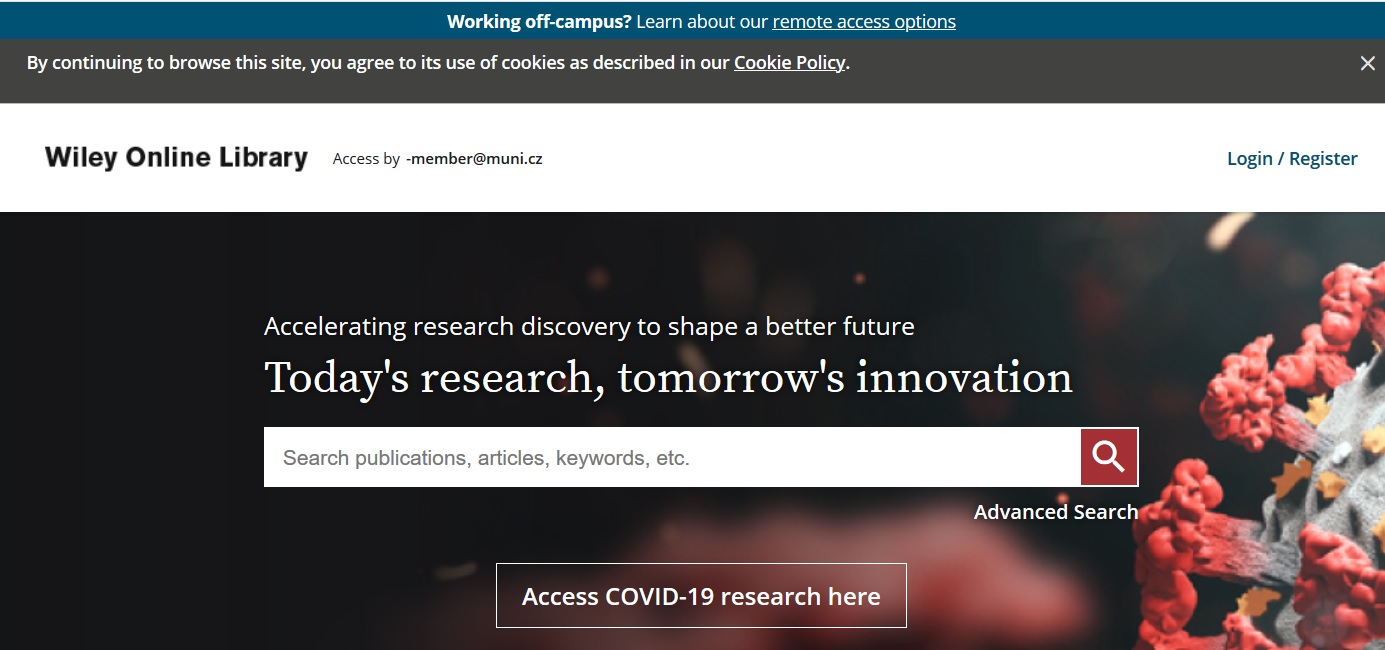 Working off-campus? Learn about our remote access options
By continuing to browse this site, you agree to its use of cookies as described in our Cookie Policy.
Wiley Online Library Access by -member@muni.cz Login / Register
Accelerating research discovery to shape a better future
Today's research, tomorrow's innovation
Search publications, articles, keywords, etc.
Advanced Search
Access COVID-19 research here